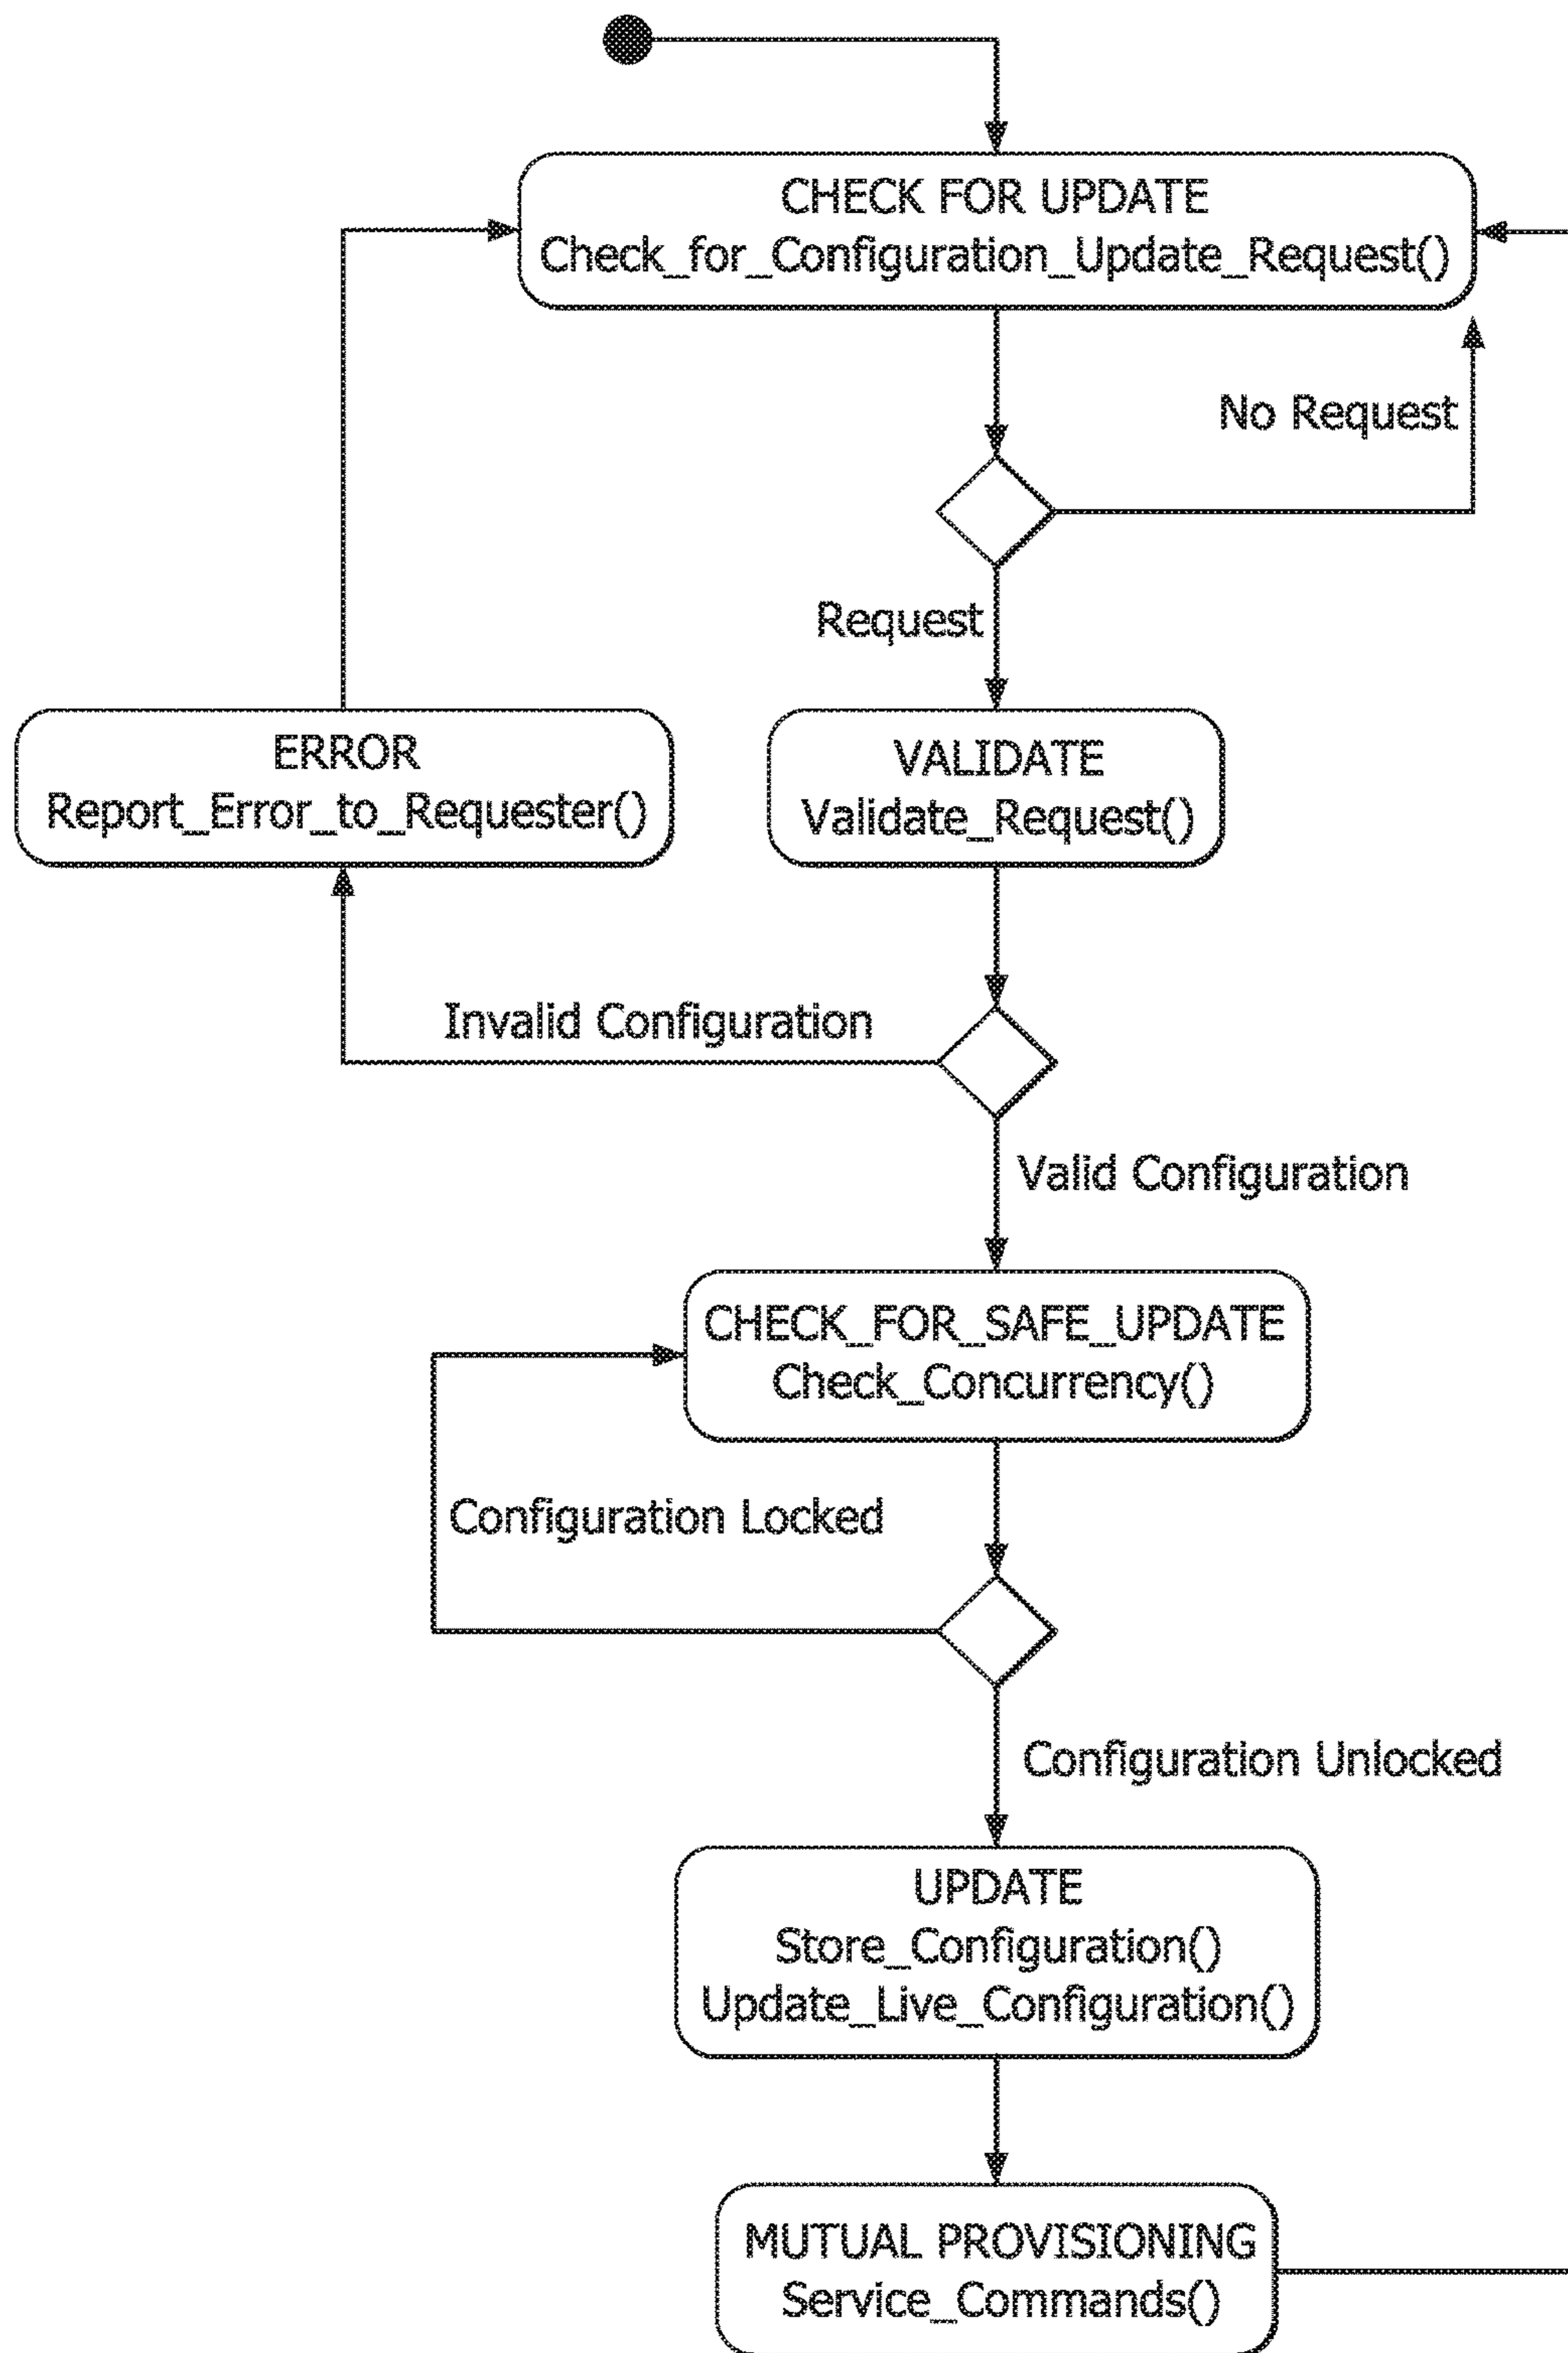 CHECK FOR UPDATE
Check_for_Configuration_Update_Request()
No Request
Request
ERROR
Report_Error_to_Requester()
VALIDATE
Validate_Request()
Invalid Configuration
Valid Configuration
CHECK_FOR_SAFE_UPDATE
Check_Concurrency()
Configuration Locked
Configuration Unlocked
UPDATE
Store_Configuration()
Update_Live_Configuration()
MUTUAL PROVISIONING
Service_Commands()